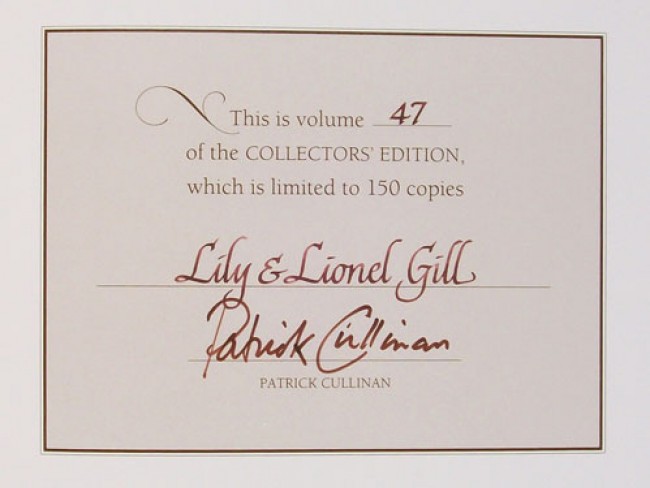 This is volume 47
of the COLLECTORS' EDITION,
which is limited to 150 copies
Lily & Lionel Gill
Patrick Cullinan
PATRICK CULLINAN